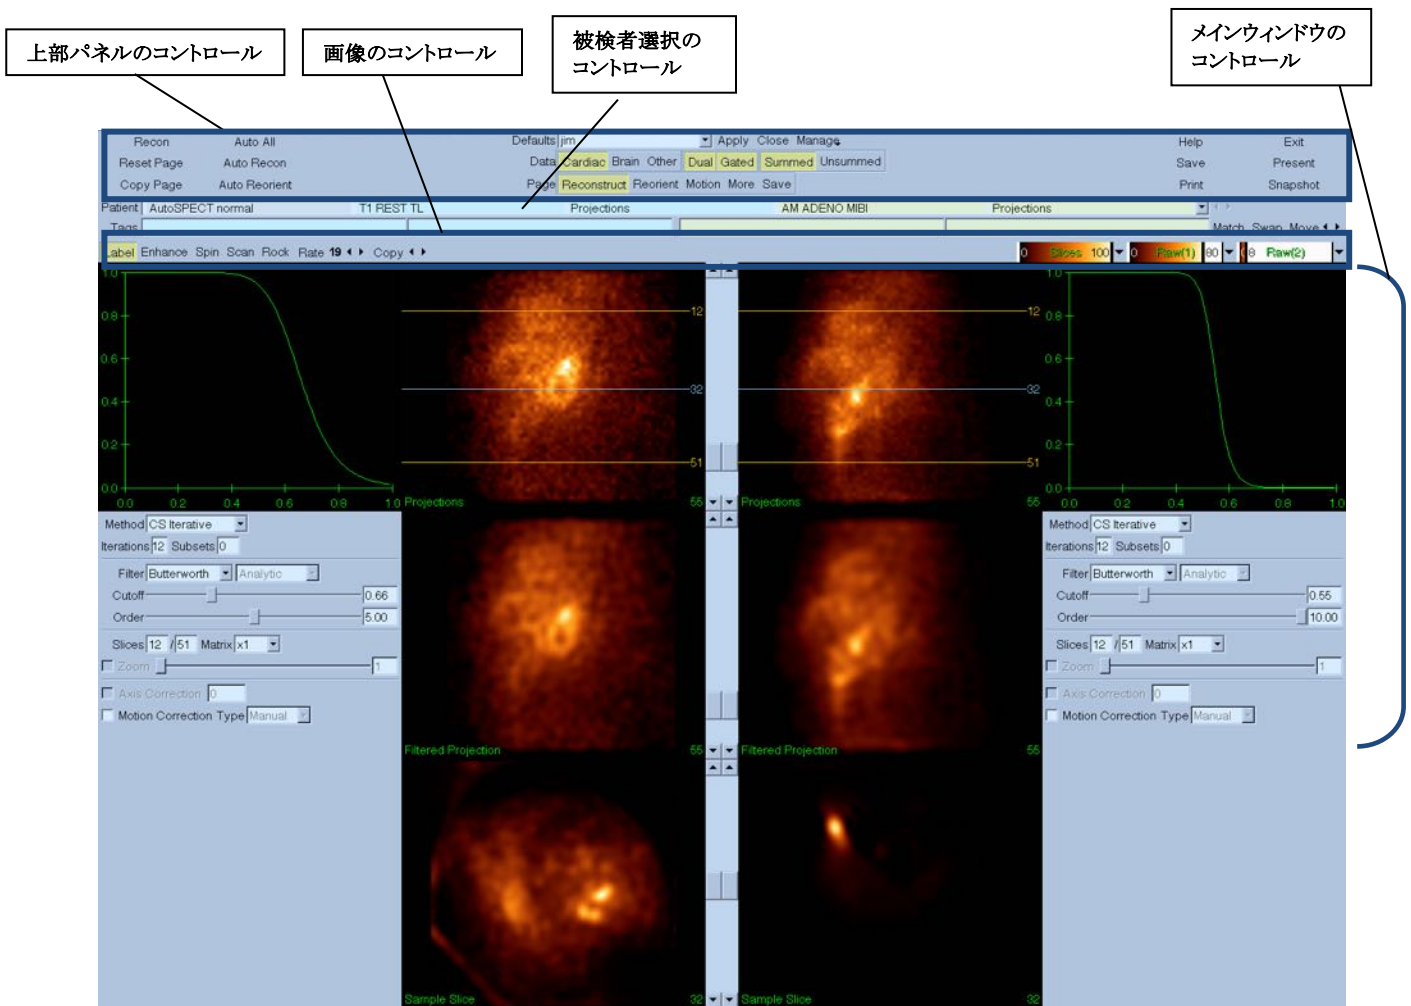 上部パネルのコントロール
画像のコントロール
被検者選択の
コントロール
メインウィンドウの
コントロール
Recon Auto All Defaults jim Apply Close Manage Help Exit
Reset Page Auto Recon Data Cardiac Brain Other Dual Gated Summed Unsummed Save Present
Copy Page Auto Reorient Page Reconstruct Reorient Motion More Save Print Snapshot
Patient AutoSPECT normal T1 REST TL Projections AM ADENO MIBI Projections
Tags Match Swap Move
Label Enhance Spin Scan Rock Rate 19 Copy 0 Slices 100 0 Raw(1) 80 8 Raw(2)
1.0
0.8
0.6
0.4
0.2
0.0
0.0 0.2 0.4 0.6 0.8 1.0
12
32
51
Projections 55
12
32
51
Projections 55
1.0
0.8
0.6
0.4
0.2
0.0
0.0 0.2 0.4 0.6 0.8 1.0
Method CS Iterative
Iterations 12 Subsets 0
Filter Butterworth Analytic
Cutoff 0.66
Order 5.00
Slices 12 / 51 Matrix x1
Zoom 1
Axis Correction 0
Motion Correction Type Manual
Filtered Projection 55
Filtered Projection 55
Method CS Iterative
Iterations 12 Subsets 0
Filter Butterworth Analytic
Cutoff 0.55
Order 10.00
Slices 12 / 51 Matrix x1
Zoom 1
Axis Correction 0
Motion Correction Type Manual
Sample Slice 32
Sample Slice 32